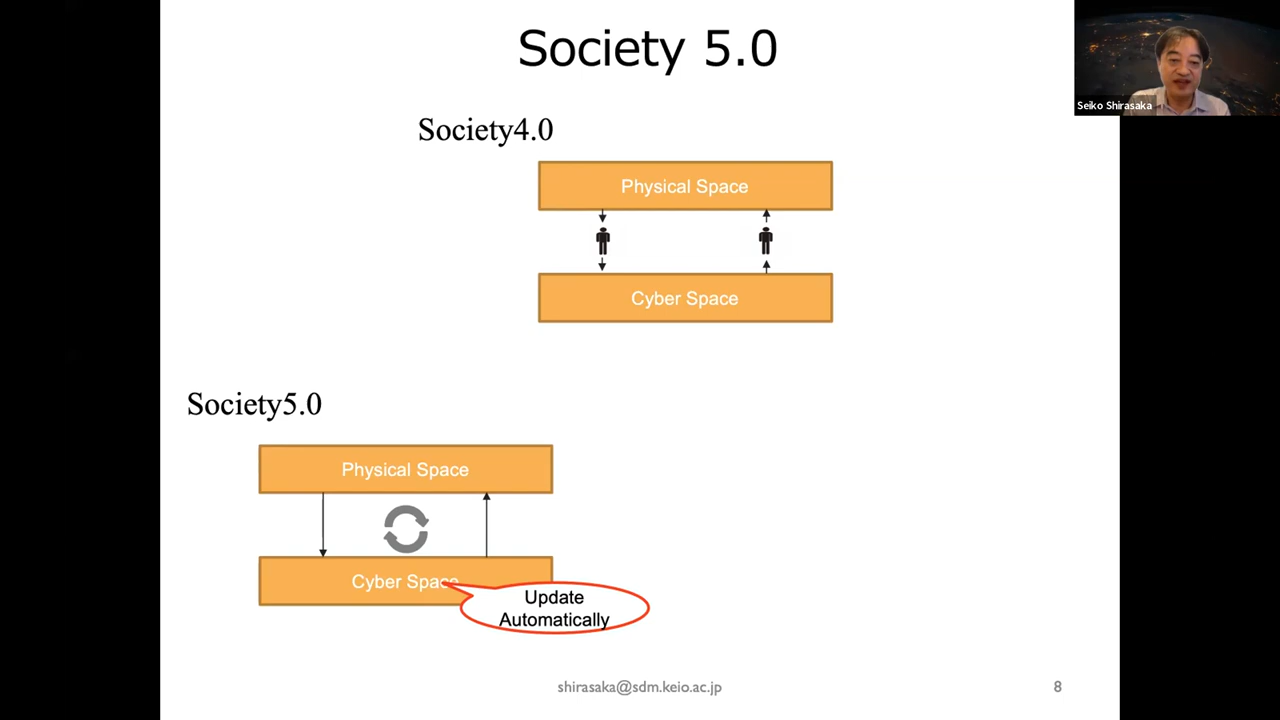 Society 5.0
Seiko Shirasaka
Society4.0
Physical Space
Cyber Space
Society5.0
Physical Space
Cyber Space
Update
Automatically
shirasaka@sdm.keio.ac.jp
8